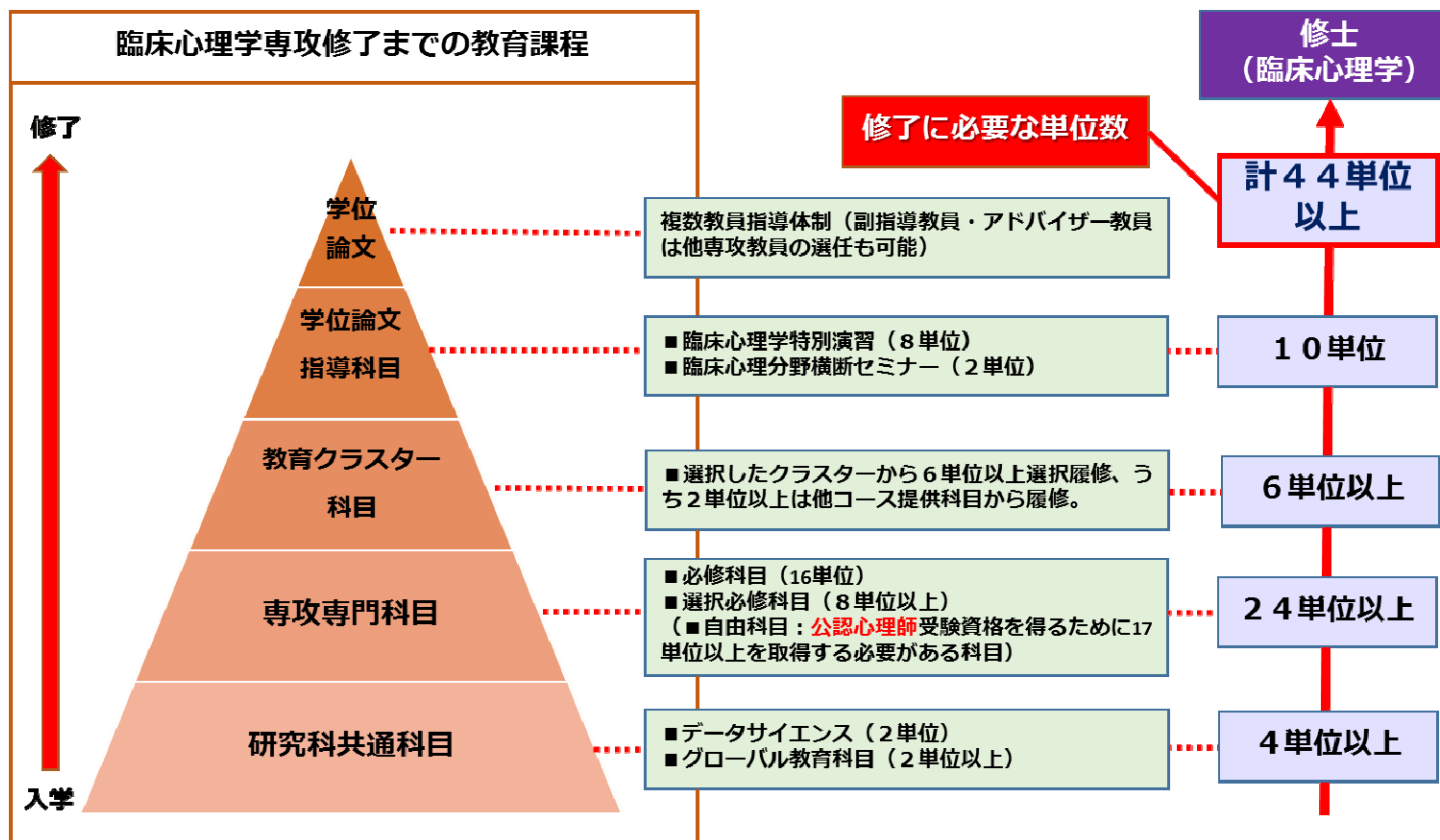 臨床心理学専攻修了までの教育課程
修士
（臨床心理学）
修了
修了に必要な単位数
計４４単位
以上
学位
論文
複数教員指導体制（副指導教員・アドバイザー教員
は他専攻教員の選任も可能）
学位論文
指導科目
■臨床心理学特別演習（８単位）
■臨床心理分野横断セミナー（２単位）
１０単位
教育クラスター
科目
■選択したクラスターから６単位以上選択履修、う
ち２単位以上は他コース提供科目から履修。
６単位以上
専攻専門科目
■必修科目（16単位）
■選択必修科目（８単位以上）
（■自由科目：公認心理師受験資格を得るために17
単位以上を取得する必要がある科目）
２４単位以上
研究科共通科目
■データサイエンス（２単位）
■グローバル教育科目（２単位以上）
４単位以上
入学